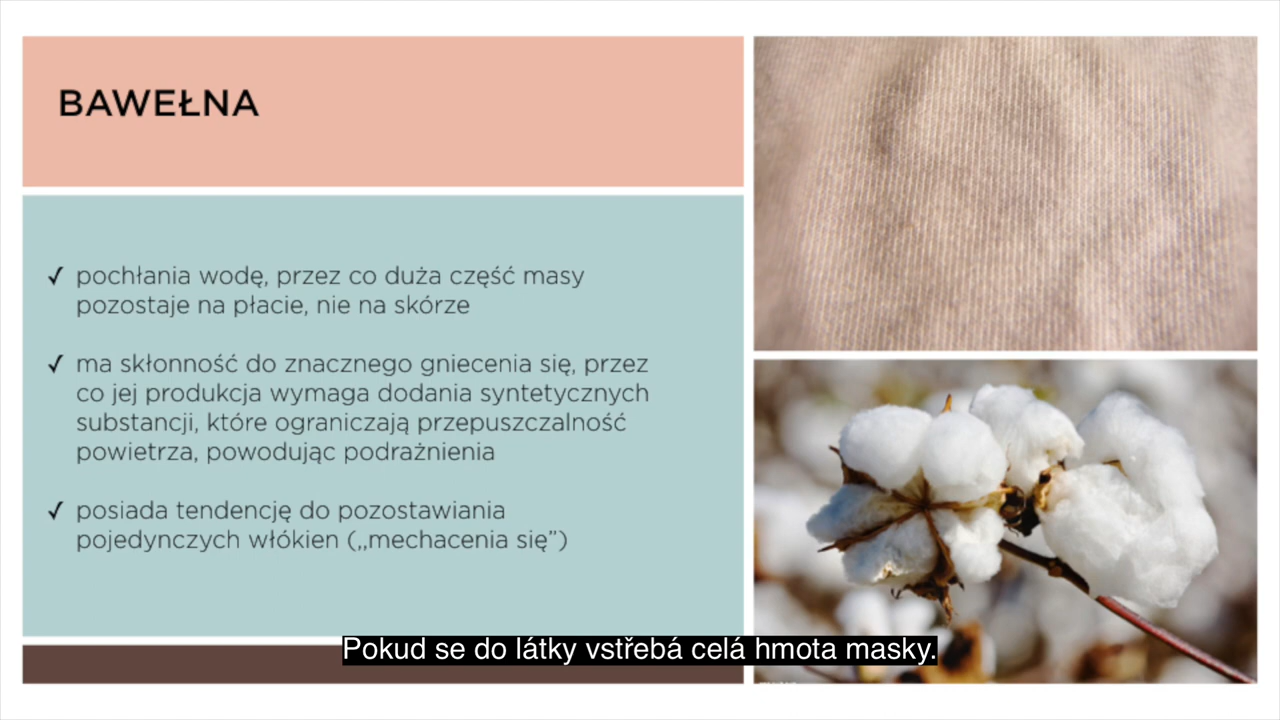 BAWEŁNA
✓ pochłania wodę, przez co duża część masy
pozostaje na płacie, nie na skórze
✓ ma skłonność do znacznego gniecenia się, przez
co jej produkcja wymaga dodania syntetycznych
substancji, które ograniczają przepuszczalność
powietrza, powodując podrażnienia
✓ posiada tendencję do pozostawiania
pojedynczych włókien (,,mechacenia się”)
Pokud se do látky vstřebá celá hmota masky.